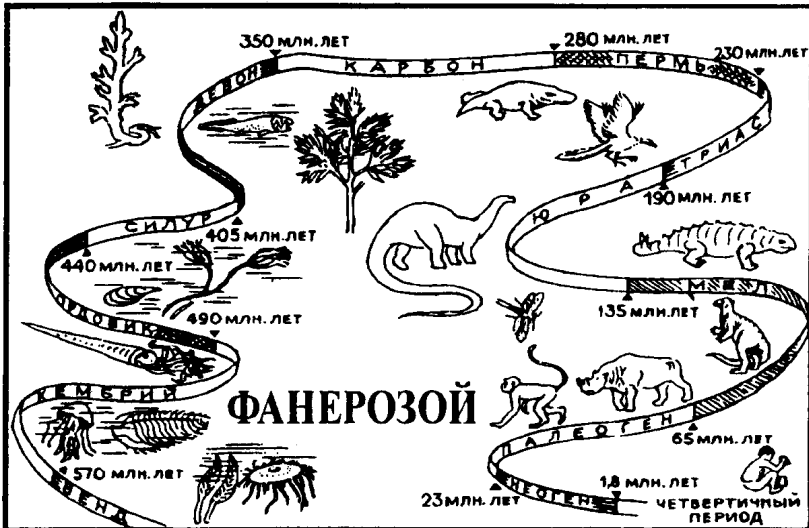 350 МЛН. ЛЕТ
280 МЛН. ЛЕТ
230 МЛН. ЛЕТ
ДЕВОН
КАРБОН
ПЕРМЬ
ТРИАС
190 МЛН. ЛЕТ
ЮРА
СИЛУР
405 МЛН. ЛЕТ
440 МЛН. ЛЕТ
МЕЛ
135 МЛН. ЛЕТ
ОРДОВИК
490 МЛН. ЛЕТ
КЕМБРИЙ
ФАНЕРОЗОЙ
ПАЛЕОГЕН
65 МЛН. ЛЕТ
570 МЛН. ЛЕТ
ВЕНД
23 МЛН. ЛЕТ
НЕОГЕН
1,8 МЛН. ЛЕТ
ЧЕТВЕРТИЧНЫЙ
ПЕРИОД